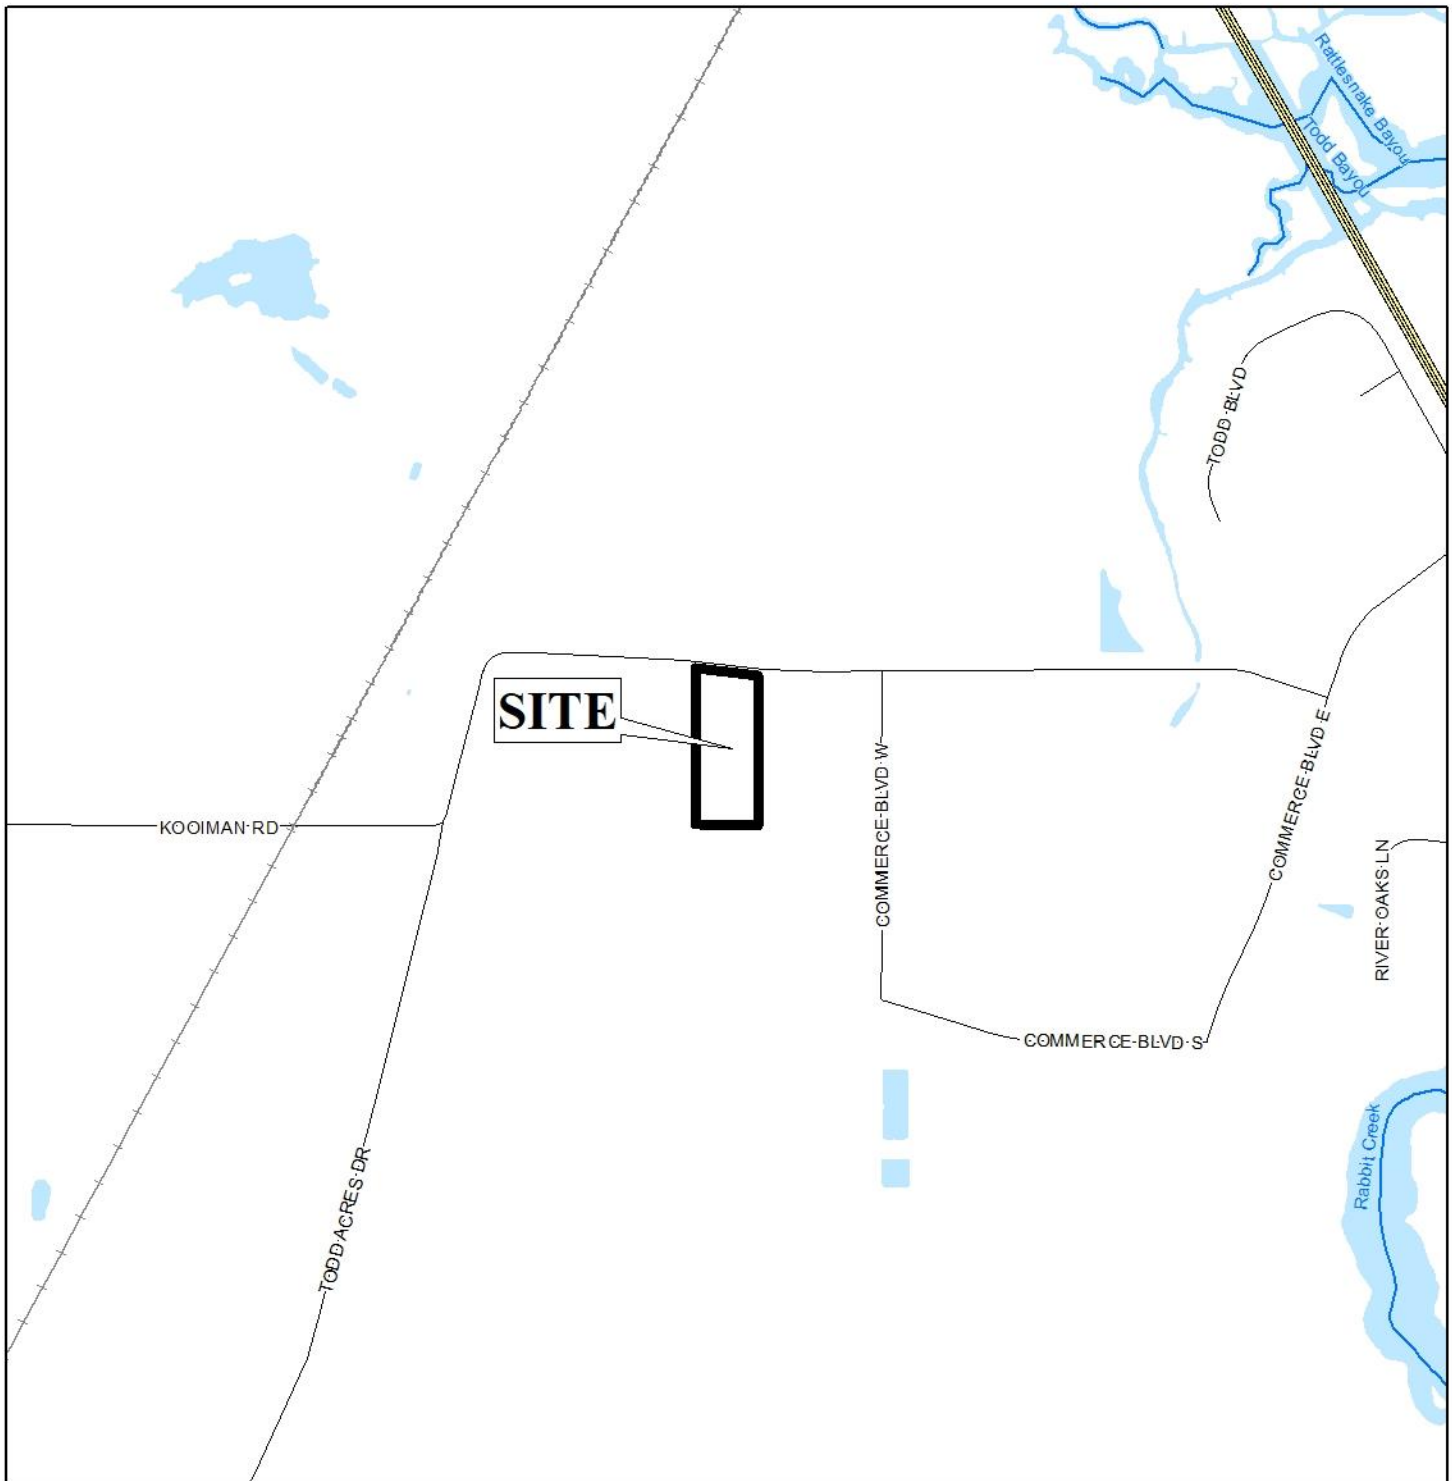 Rattlesnake Bayou
Todd Bayou
TODD BLVD
SITE
KOOIMAN RD
COMMERCE BLVD W
COMMERCE BLVD E
RIVER OAKS LN
COMMERCE BLVD S
Rabbit Creek
TODD ACRES DR